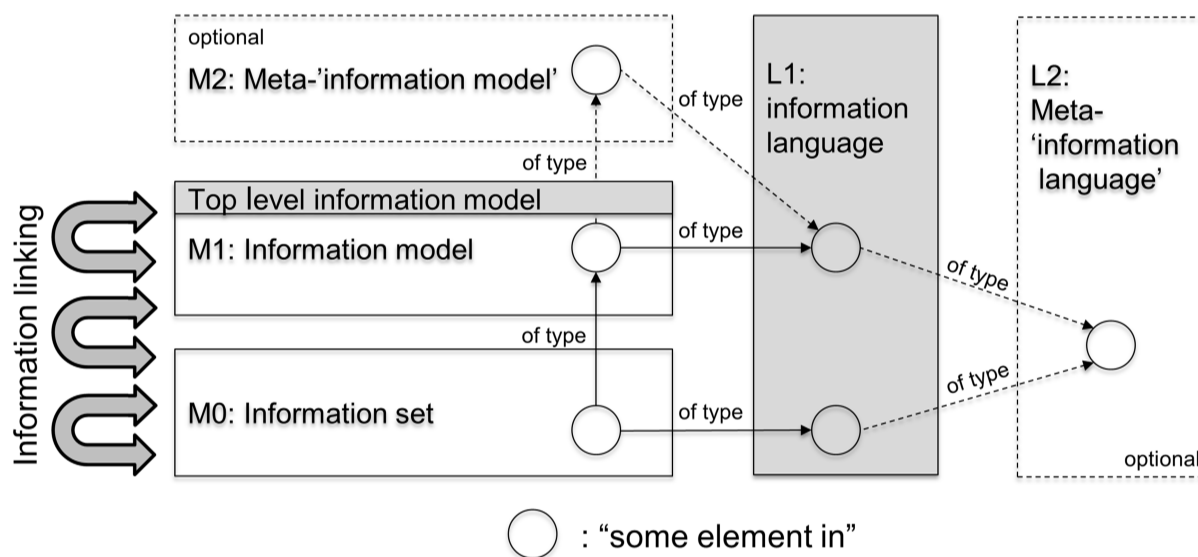 optional
M2: Meta-'information model'
of type
L1:
information
language
L2:
Meta-
‘information
language’
of type
Top level information model
M1: Information model
of type
of type
Information linking
of type
M0: Information set
of type
of type
optional
: “some element in”